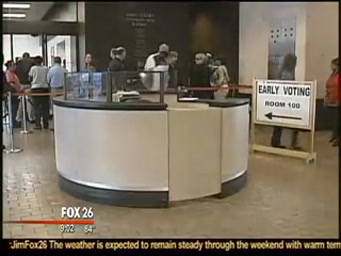 EARLY VOTING
ROOM 100
FOX 26
9:02 84°
JimFox26 The weather is expected to remain steady through the weekend with warm tem